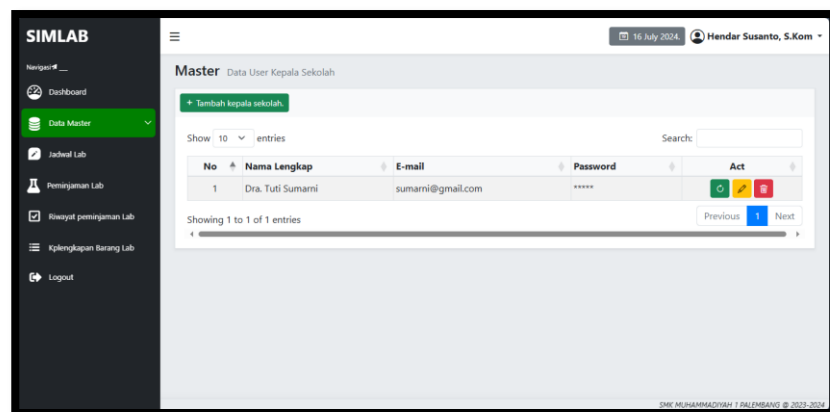 SIMLAB
16 July 2024.
Hendar Susanto, S.Kom
Navigasi __
Dashboard
Data Master
Jadwal Lab
Peminjaman Lab
Riwayat peminjaman Lab
Kplengkapan Barang Lab
Logout
Master Data User Kepala Sekolah
+ Tambah kepala sekolah.
Show 10 entries
Search:
No Nama Lengkap E-mail Password Act
1 Dra. Tuti Sumarni sumarni@gmail.com *****
Showing 1 to 1 of 1 entries
Previous 1 Next
SMK MUHAMMADIYAH 1 PALEMBANG @ 2023-2024